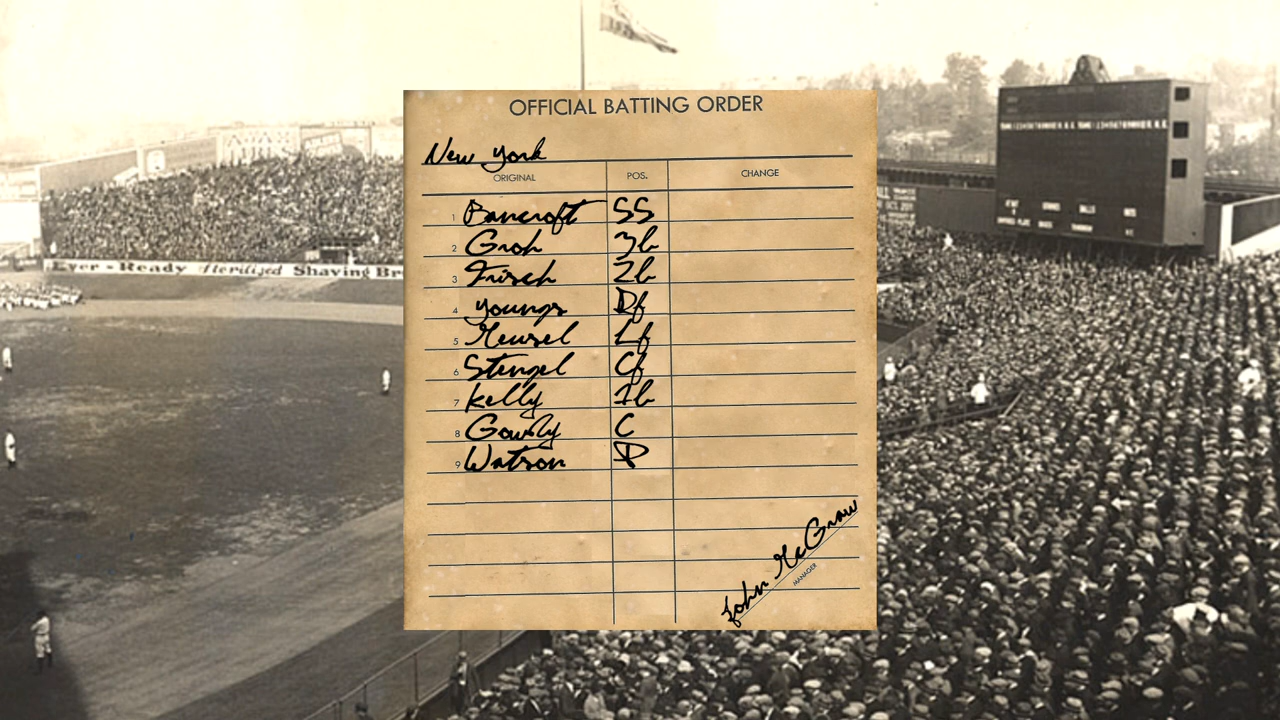 OFFICIAL BATTING ORDER
New York
ORIGINAL POS. CHANGE
1 Bancroft SS
2 Groh 3b
3 Frisch 2b
4 Youngs Rf
5 Meusel Lf
6 Stengel Cf
7 Kelly 1b
8 Gowdy C
9 Watson P
John McGraw
MANAGER
Ever-Ready Sterilized Shaving Br